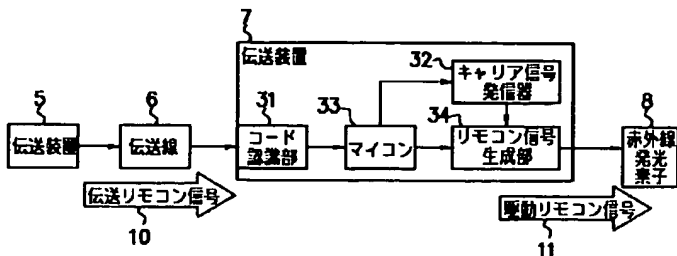 7
伝送装置
32
キャリア信号
発信器
5
6
31
33
34
8
伝送装置
伝送線
コード
認識部
マイコン
リモコン信号
生成部
赤外線
発光
素子
伝送リモコン信号
10
駆動リモコン信号
11